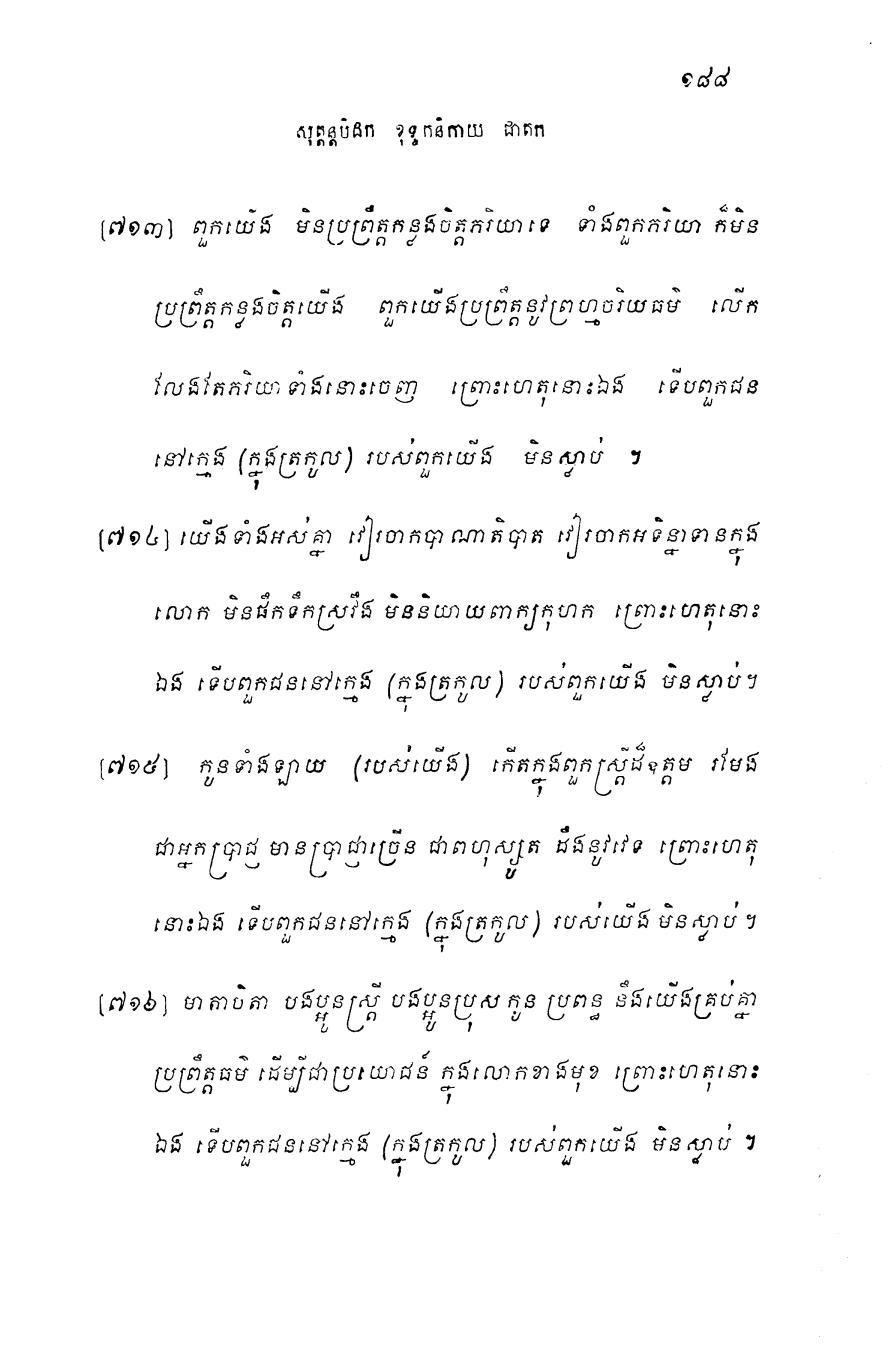 ១៨៨
សុត្តន្តបិដក ខុទ្ទកនិកាយ ជាតក
[៧១៣] ពួកយើង មិនប្រព្រឹត្តកន្លងចិត្តភរិយាទេ ទាំងពួកភរិយា ក៏មិន
ប្រព្រឹត្តកន្លងចិត្តយើង ពួកយើងប្រព្រឹត្តនូវព្រហ្មចរិយធម៌ លើក
លែងតែភរិយាទាំងនោះចេញ ព្រោះហេតុនោះឯង ទើបពួកជន
នៅក្មេង (ក្នុងត្រកូល) របស់ពួកយើង មិនស្លាប់ ។
[៧១៤] យើងទាំងអស់គ្នា វៀរចាកបាណាតិបាត វៀរចាកអទិន្នាទានក្នុង
លោក មិនផឹកទឹកស្រវឹង មិននិយាយពាក្យកុហក ព្រោះហេតុនោះ
ឯង ទើបពួកជននៅក្មេង (ក្នុងត្រកូល) របស់ពួកយើង មិនស្លាប់។
[៧១៥] កូនទាំងឡាយ (របស់យើង) កើតក្នុងពួកស្ត្រីដ៏ឧត្តម រមែង
ជាអ្នកប្រាជ្ញ មានប្រាជ្ញាច្រើន ជាពហុស្សូត ដឹងនូវវេទ ព្រោះហេតុ
នោះឯង ទើបពួកជននៅក្មេង (ក្នុងត្រកូល) របស់យើង មិនស្លាប់ ។
[៧១៦] មាតាបិតា បងប្អូនស្ត្រី បងប្អូនប្រុស កូន ប្រពន្ធ នឹងយើងគ្រប់គ្នា
ប្រព្រឹត្តធម៌ ដើម្បីជាប្រយោជន៍ ក្នុងលោកខាងមុខ ព្រោះហេតុនោះ
ឯង ទើបពួកជននៅក្មេង (ក្នុងត្រកូល) របស់ពួកយើង មិនស្លាប់ ។